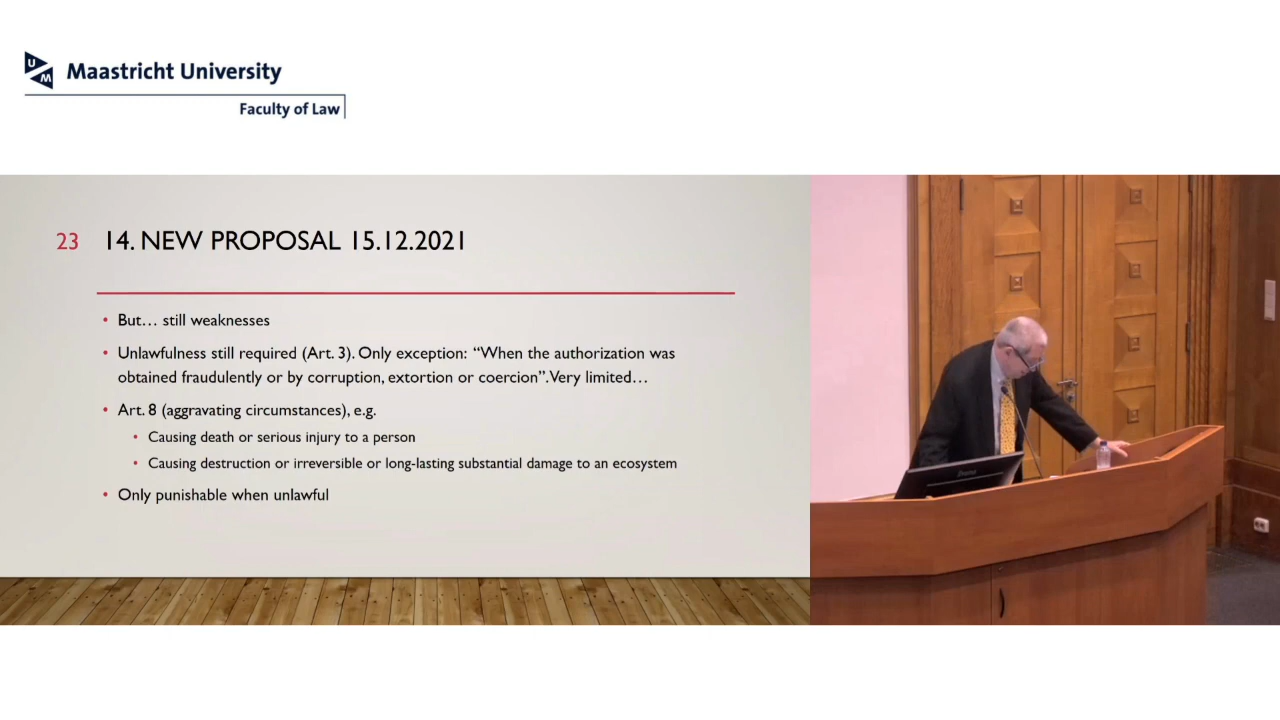 U
M
Maastricht University
Faculty of Law
23 14. NEW PROPOSAL 15.12.2021
• But… still weaknesses
• Unlawfulness still required (Art. 3). Only exception: “When the authorization was
obtained fraudulently or by corruption, extortion or coercion”. Very limited…
• Art. 8 (aggravating circumstances), e.g.
• Causing death or serious injury to a person
• Causing destruction or irreversible or long-lasting substantial damage to an ecosystem
• Only punishable when unlawful